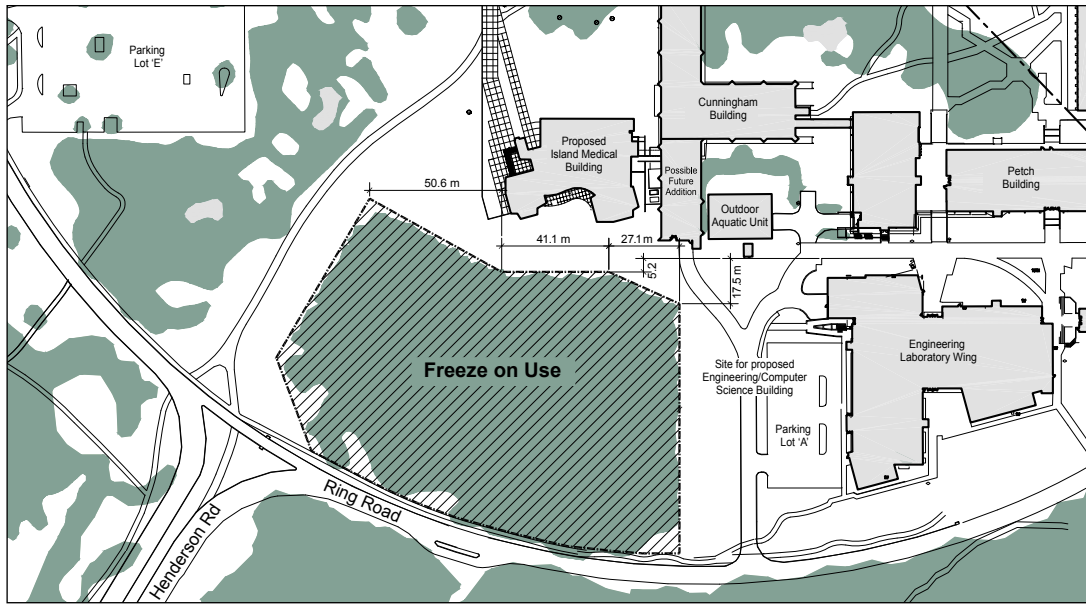 Parking
Lot 'E'
Cunningham
Building
Proposed
Island Medical
Building
Possible
Future
Addition
Petch
Building
50.6 m
Outdoor
Aquatic Unit
41.1 m
27.1 m
5.2
17.5 m
Freeze on Use
Engineering
Laboratory Wing
Site for proposed
Engineering/Computer
Science Building
Parking
Lot 'A'
Ring Road
Henderson Rd